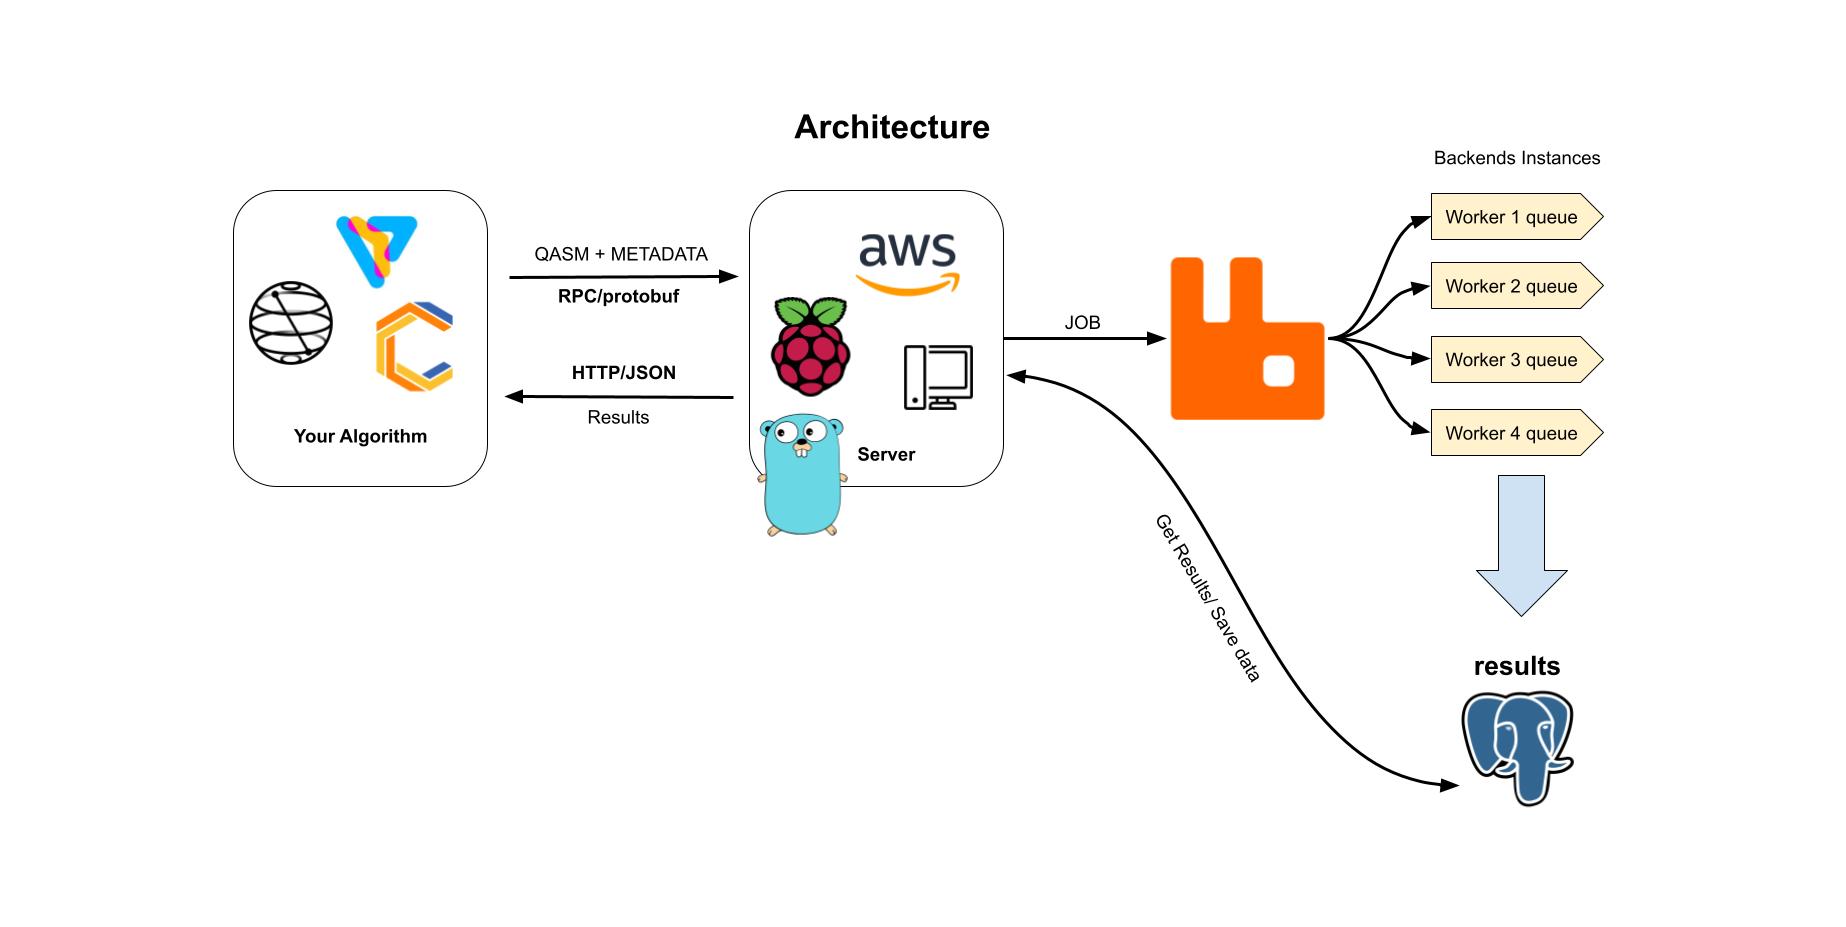 Architecture
Backends Instances
QASM + METADATA
RPC/protobuf
HTTP/JSON
Results
Your Algorithm
aws
Server
JOB
Worker 1 queue
Worker 2 queue
Worker 3 queue
Worker 4 queue
Get Results/ Save data
results